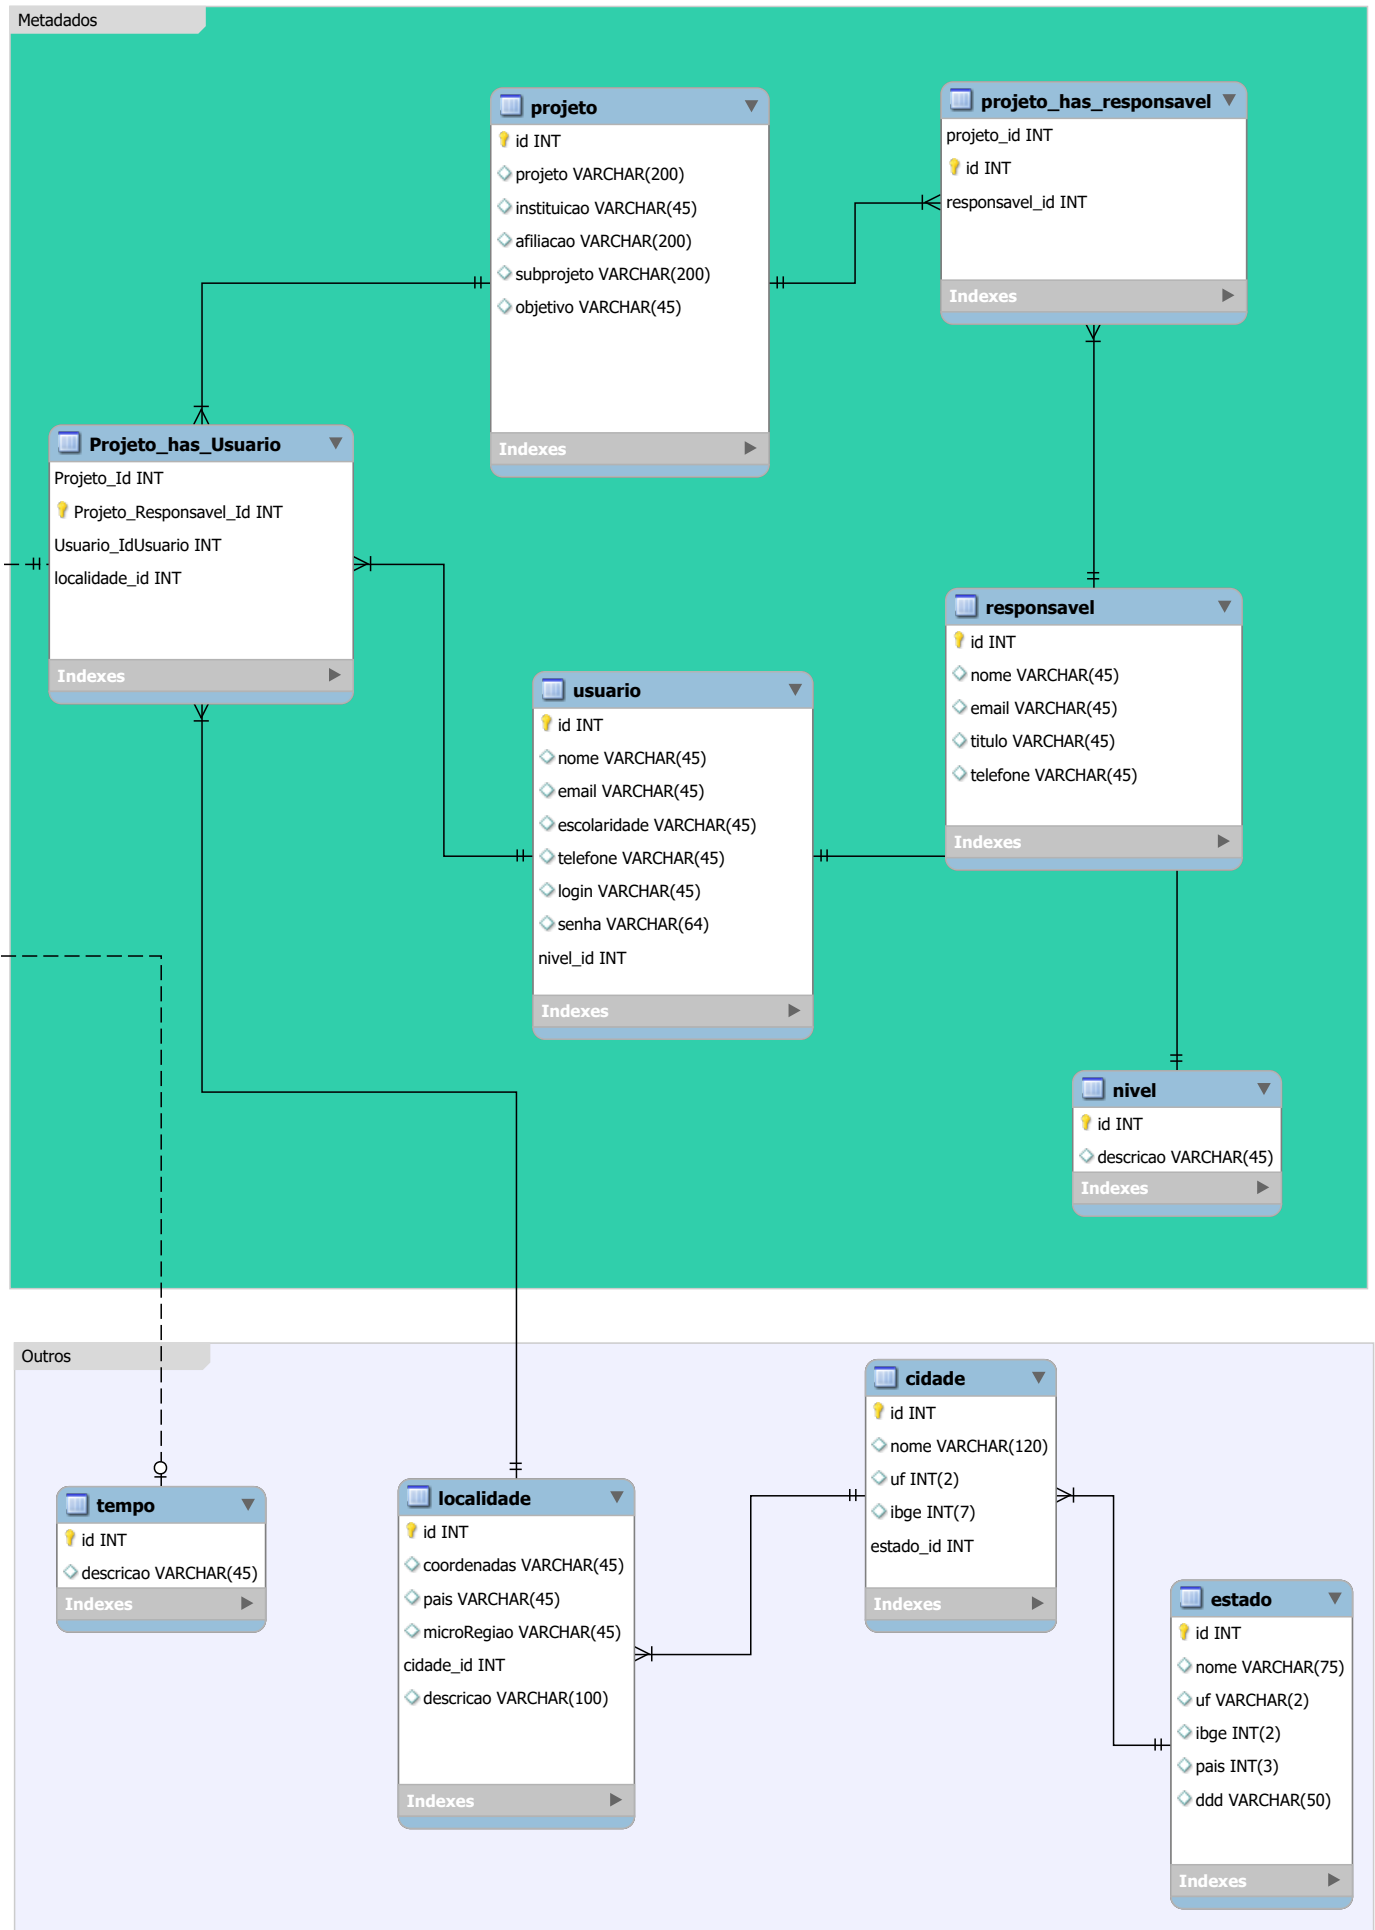 Metadados
projeto
id INT
projeto VARCHAR(200)
instituicao VARCHAR(45)
afiliacao VARCHAR(200)
subprojeto VARCHAR(200)
objetivo VARCHAR(45)
Indexes
projeto_has_responsavel
projeto_id INT
id INT
responsavel_id INT
Indexes
Projeto_has_Usuario
Projeto_Id INT
Projeto_Responsavel_Id INT
Usuario_IdUsuario INT
localidade_id INT
Indexes
responsavel
id INT
nome VARCHAR(45)
email VARCHAR(45)
titulo VARCHAR(45)
telefone VARCHAR(45)
Indexes
usuario
id INT
nome VARCHAR(45)
email VARCHAR(45)
escolaridade VARCHAR(45)
telefone VARCHAR(45)
login VARCHAR(45)
senha VARCHAR(64)
nivel_id INT
Indexes
nivel
id INT
descricao VARCHAR(45)
Indexes
Outros
tempo
id INT
descricao VARCHAR(45)
Indexes
localidade
id INT
coordenadas VARCHAR(45)
pais VARCHAR(45)
microRegiao VARCHAR(45)
cidade_id INT
descricao VARCHAR(100)
Indexes
cidade
id INT
nome VARCHAR(120)
uf INT(2)
ibge INT(7)
estado_id INT
Indexes
estado
id INT
nome VARCHAR(75)
uf VARCHAR(2)
ibge INT(2)
pais INT(3)
ddd VARCHAR(50)
Indexes